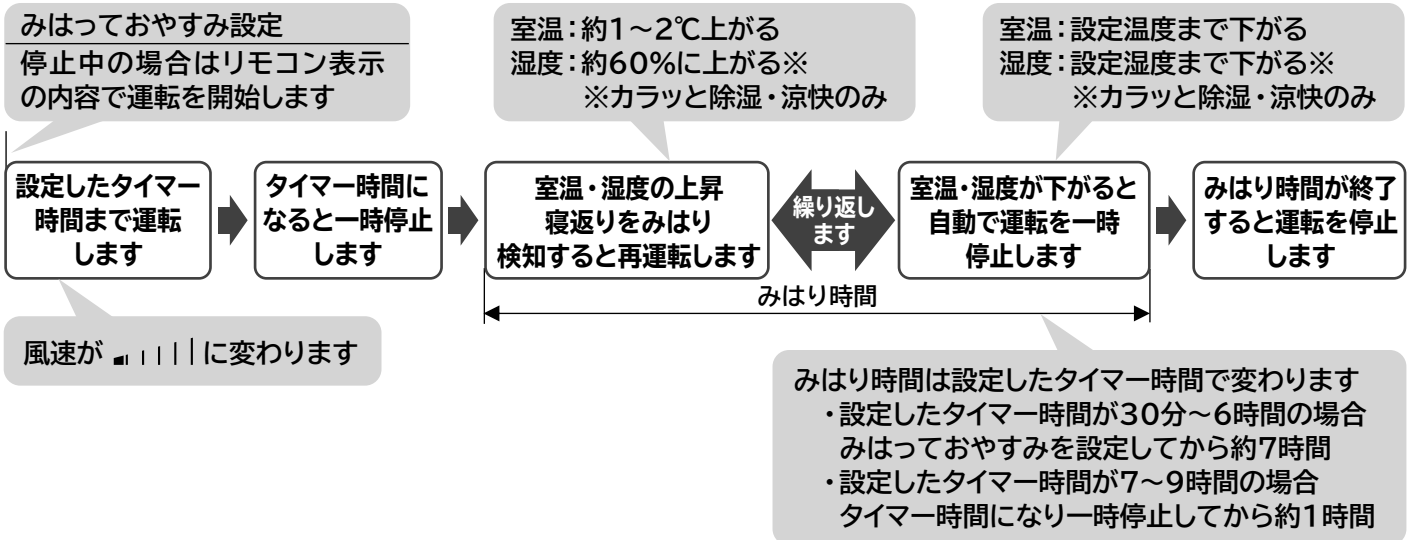 みはっておやすみ設定
停止中の場合はリモコン表示
の内容で運転を開始します
室温：約1～2℃上がる
湿度：約60%に上がる※
※カラッと除湿・涼快のみ
室温：設定温度まで下がる
湿度：設定湿度まで下がる※
※カラッと除湿・涼快のみ
設定したタイマー
時間まで運転
します
タイマー時間に
なると一時停止
します
室温・湿度の上昇
寝返りをみはり
検知すると再運転します
繰り返し
ます
室温・湿度が下がると
自動で運転を一時
停止します
みはり時間が終了
すると運転を停止
します
みはり時間
風速が に変わります
みはり時間は設定したタイマー時間で変わります
・設定したタイマー時間が30分～6時間の場合
みはっておやすみを設定してから約7時間
・設定したタイマー時間が7～9時間の場合
タイマー時間になり一時停止してから約1時間